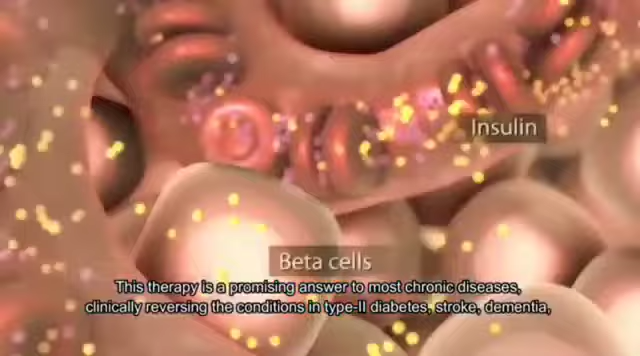 Insulin
Beta cells
This therapy is a promising answer to most chronic diseases,
clinically reversing the conditions in type-II diabetes, stroke, dementia,